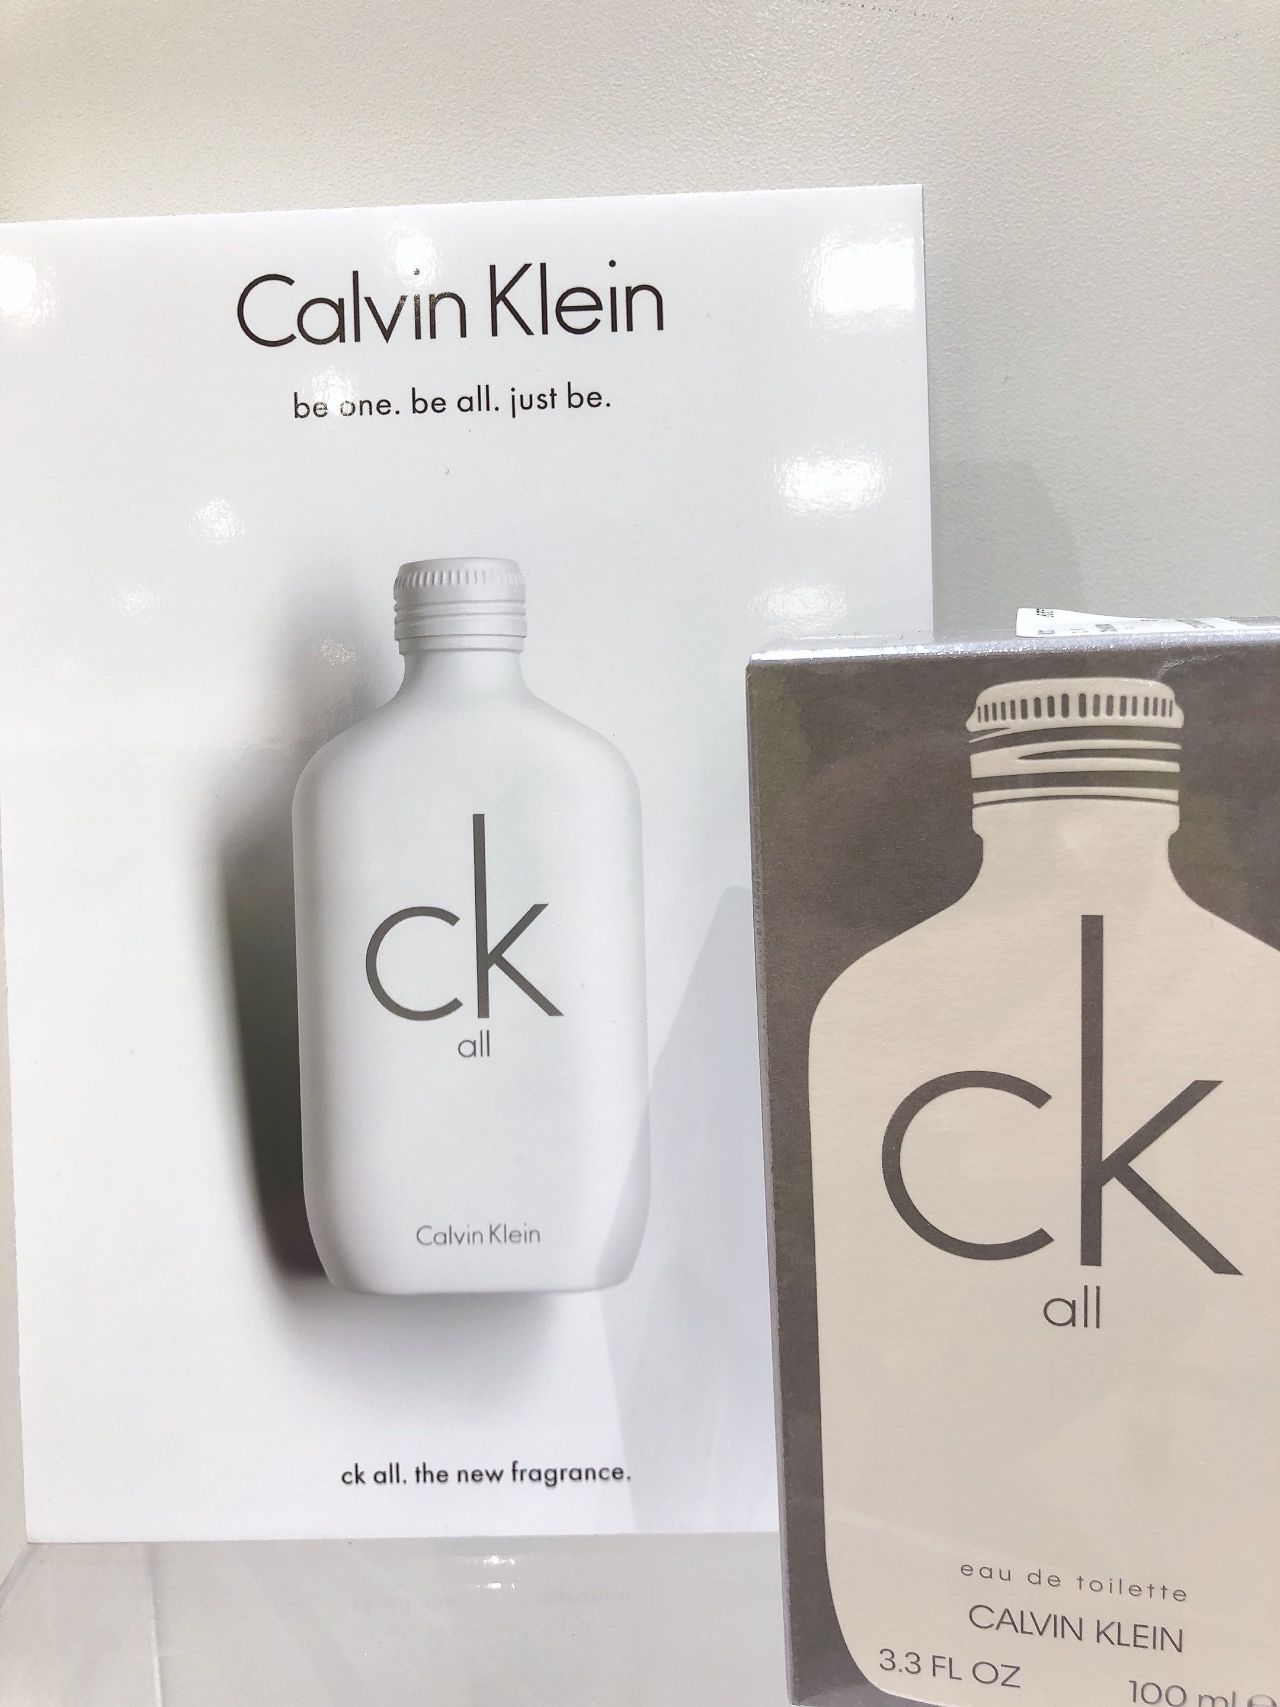 Calvin Klein
be one. be all. just be.
ck
all
Calvin Klein
ck all. the new fragrance.
ck
all
eau de toilette
CALVIN KLEIN
3.3 FL OZ 100 ml e